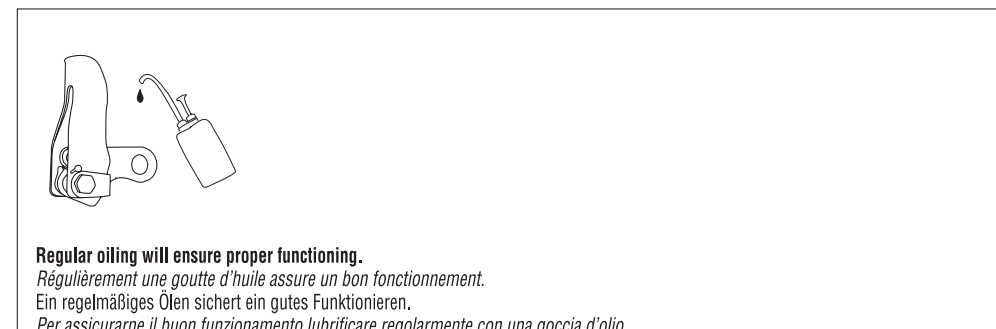 Regular oiling will ensure proper functioning.
Régulièrement une goutte d'huile assure un bon fonctionnement.
Ein regelmäßiges Ölen sichert ein gutes Funktionieren.
Per assicurarne il buon funzionamento lubrificare regolarmente con una goccia d'olio.